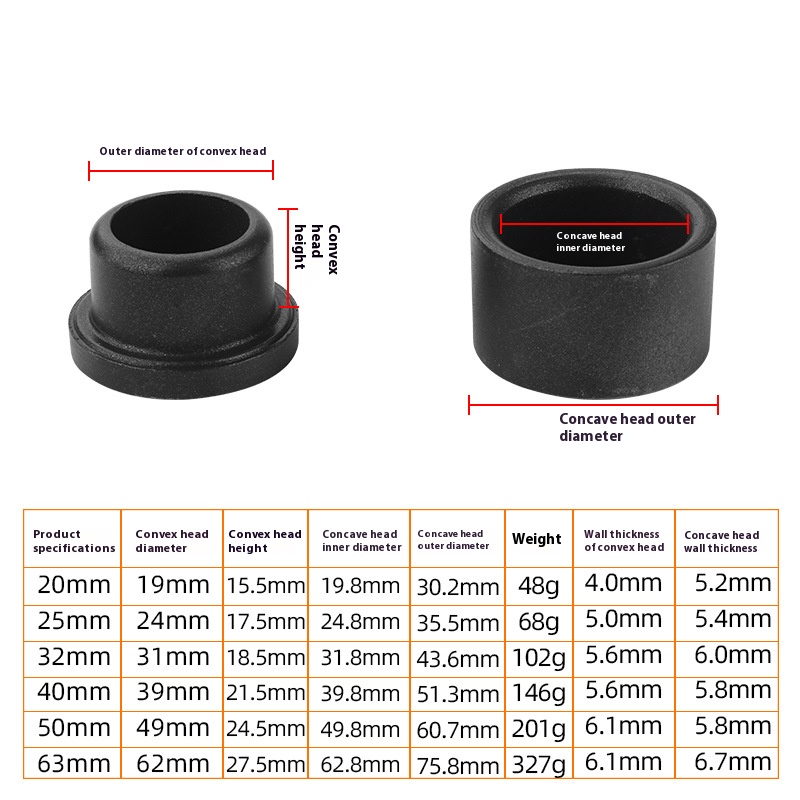 Outer diameter of convex head
Convex
head
height
Concave head
inner diameter
Concave head outer
diameter
Product
specifications
Convex head
diameter
Convex head
height
Concave head
inner diameter
Concave head
outer diameter
Weight
Wall thickness
of convex head
Concave head
wall thickness
20mm 19mm 15.5mm 19.8mm 30.2mm 48g 4.0mm 5.2mm
25mm 24mm 17.5mm 24.8mm 35.5mm 68g 5.0mm 5.4mm
32mm 31mm 18.5mm 31.8mm 43.6mm 102g 5.6mm 6.0mm
40mm 39mm 21.5mm 39.8mm 51.3mm 146g 5.6mm 5.8mm
50mm 49mm 24.5mm 49.8mm 60.7mm 201g 6.1mm 5.8mm
63mm 62mm 27.5mm 62.8mm 75.8mm 327g 6.1mm 6.7mm